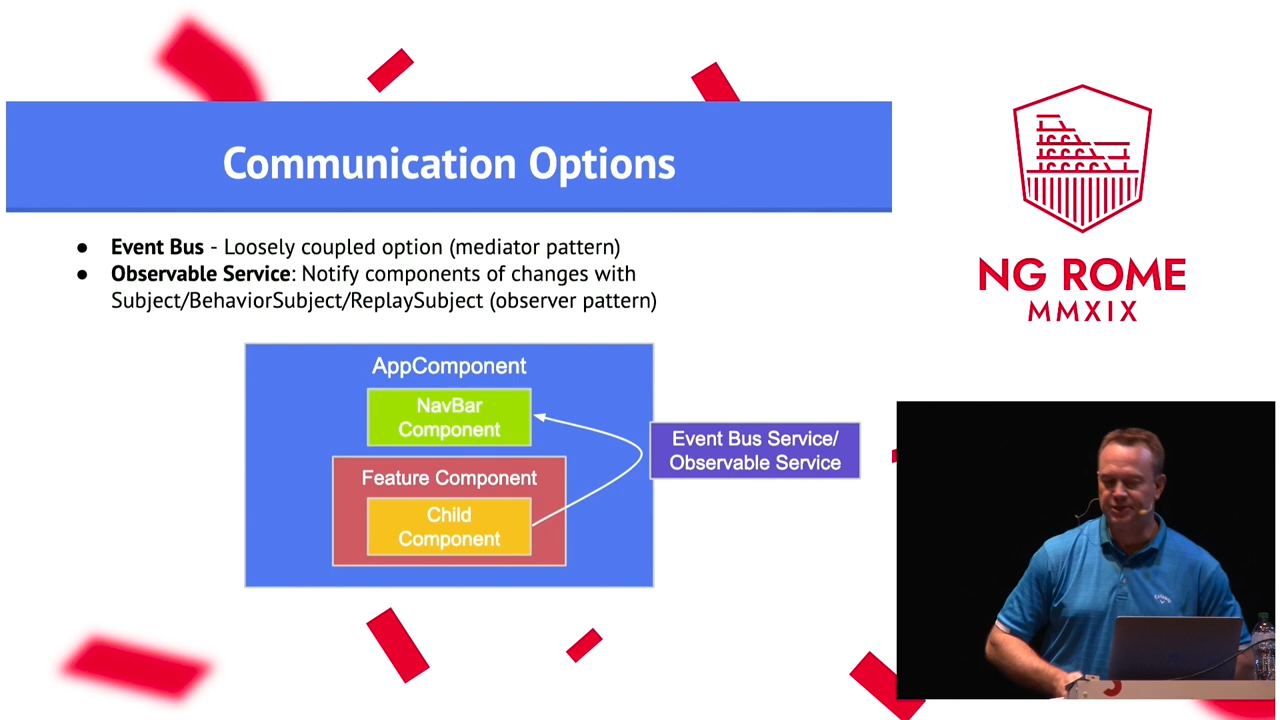 Communication Options
● Event Bus - Loosely coupled option (mediator pattern)
● Observable Service: Notify components of changes with
Subject/BehaviorSubject/ReplaySubject (observer pattern)
AppComponent
NavBar
Component
Feature Component
Child
Component
Event Bus Service/
Observable Service
NG ROME
MMXIX